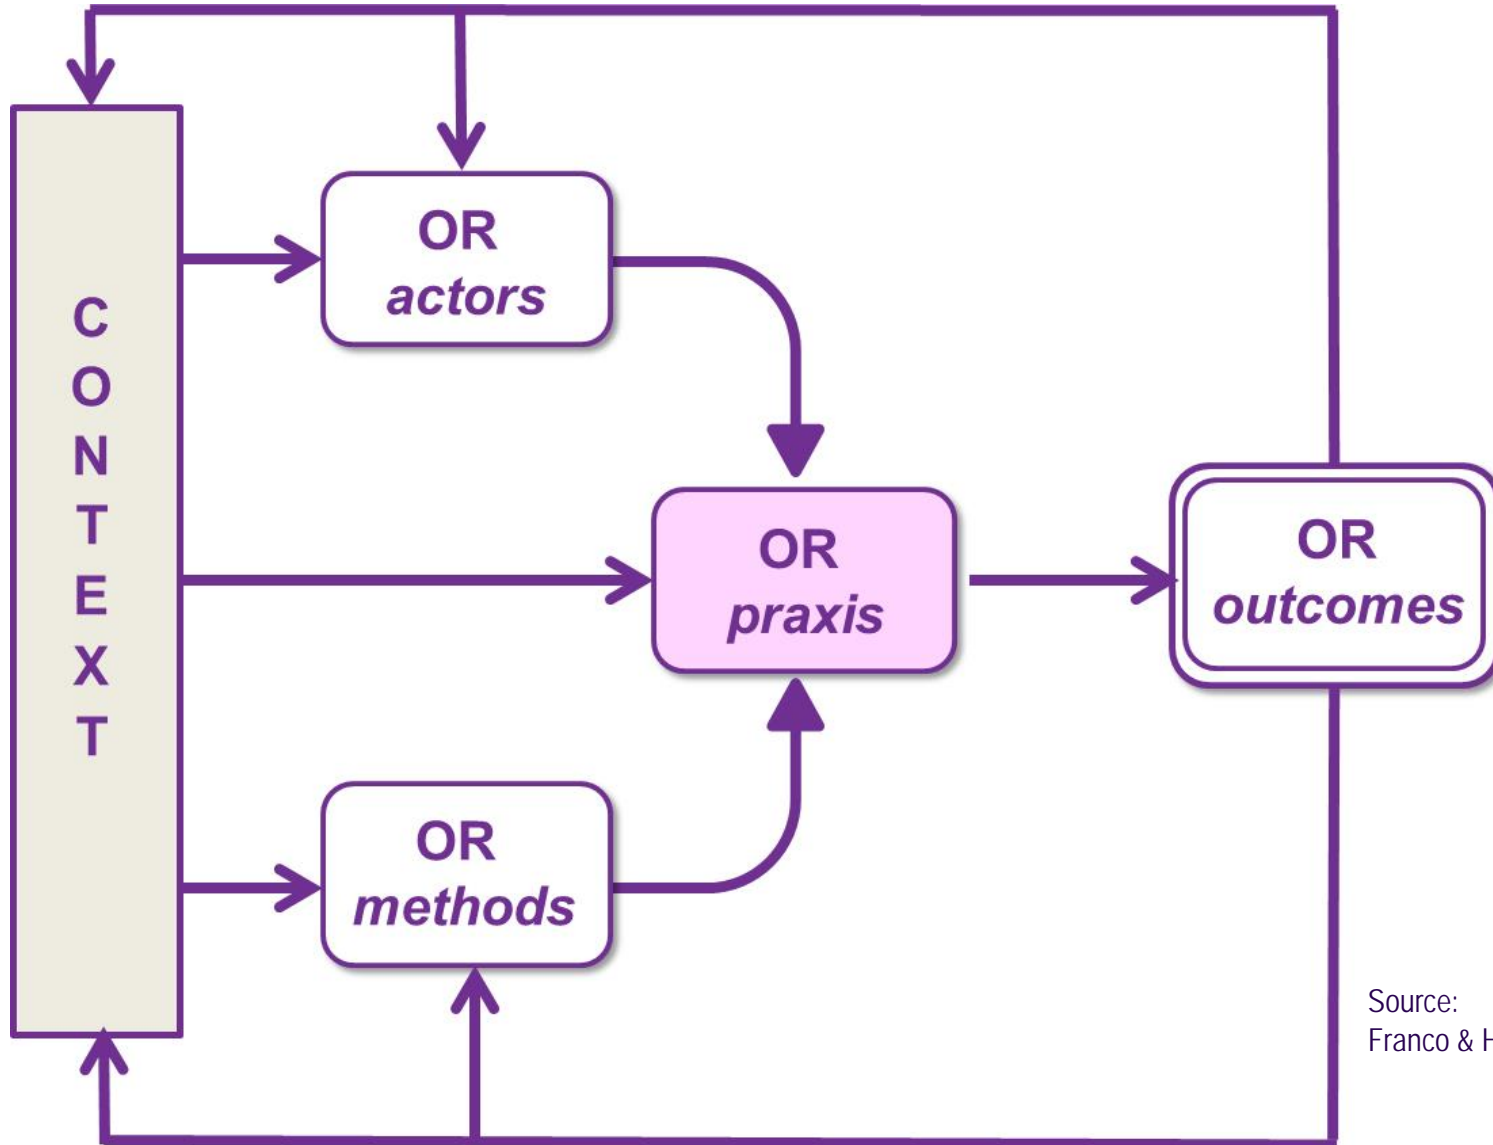 CONTEXT
OR
actors
OR
praxis
OR
outcomes
OR
methods
Source:
Franco & H